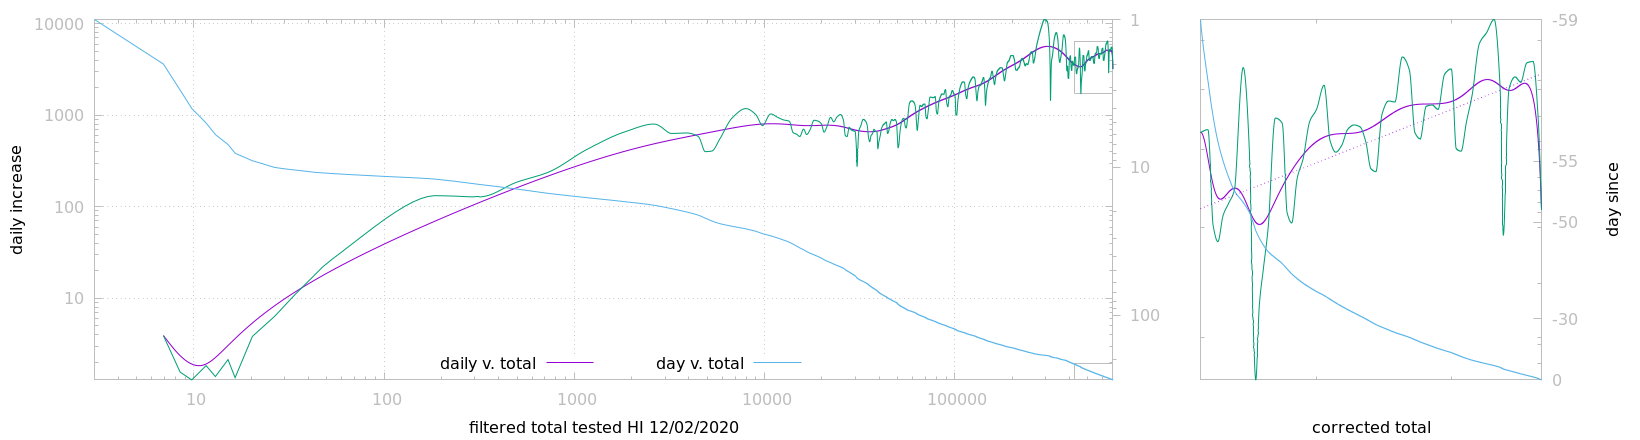 10000
1000
100
10
daily increase
1
10
100
daily v. total
day v. total
10
100
1000
10000
100000
filtered total tested HI 12/02/2020
-59
-55
-50
-30
0
day since
corrected total